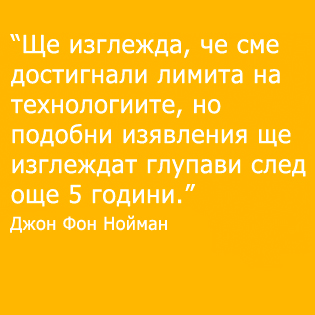 “Ще изглежда, че сме
достигнали лимита на
технологиите, но
подобни изявления ще
изглеждат глупави след
още 5 години.”
Джон Фон Нойман